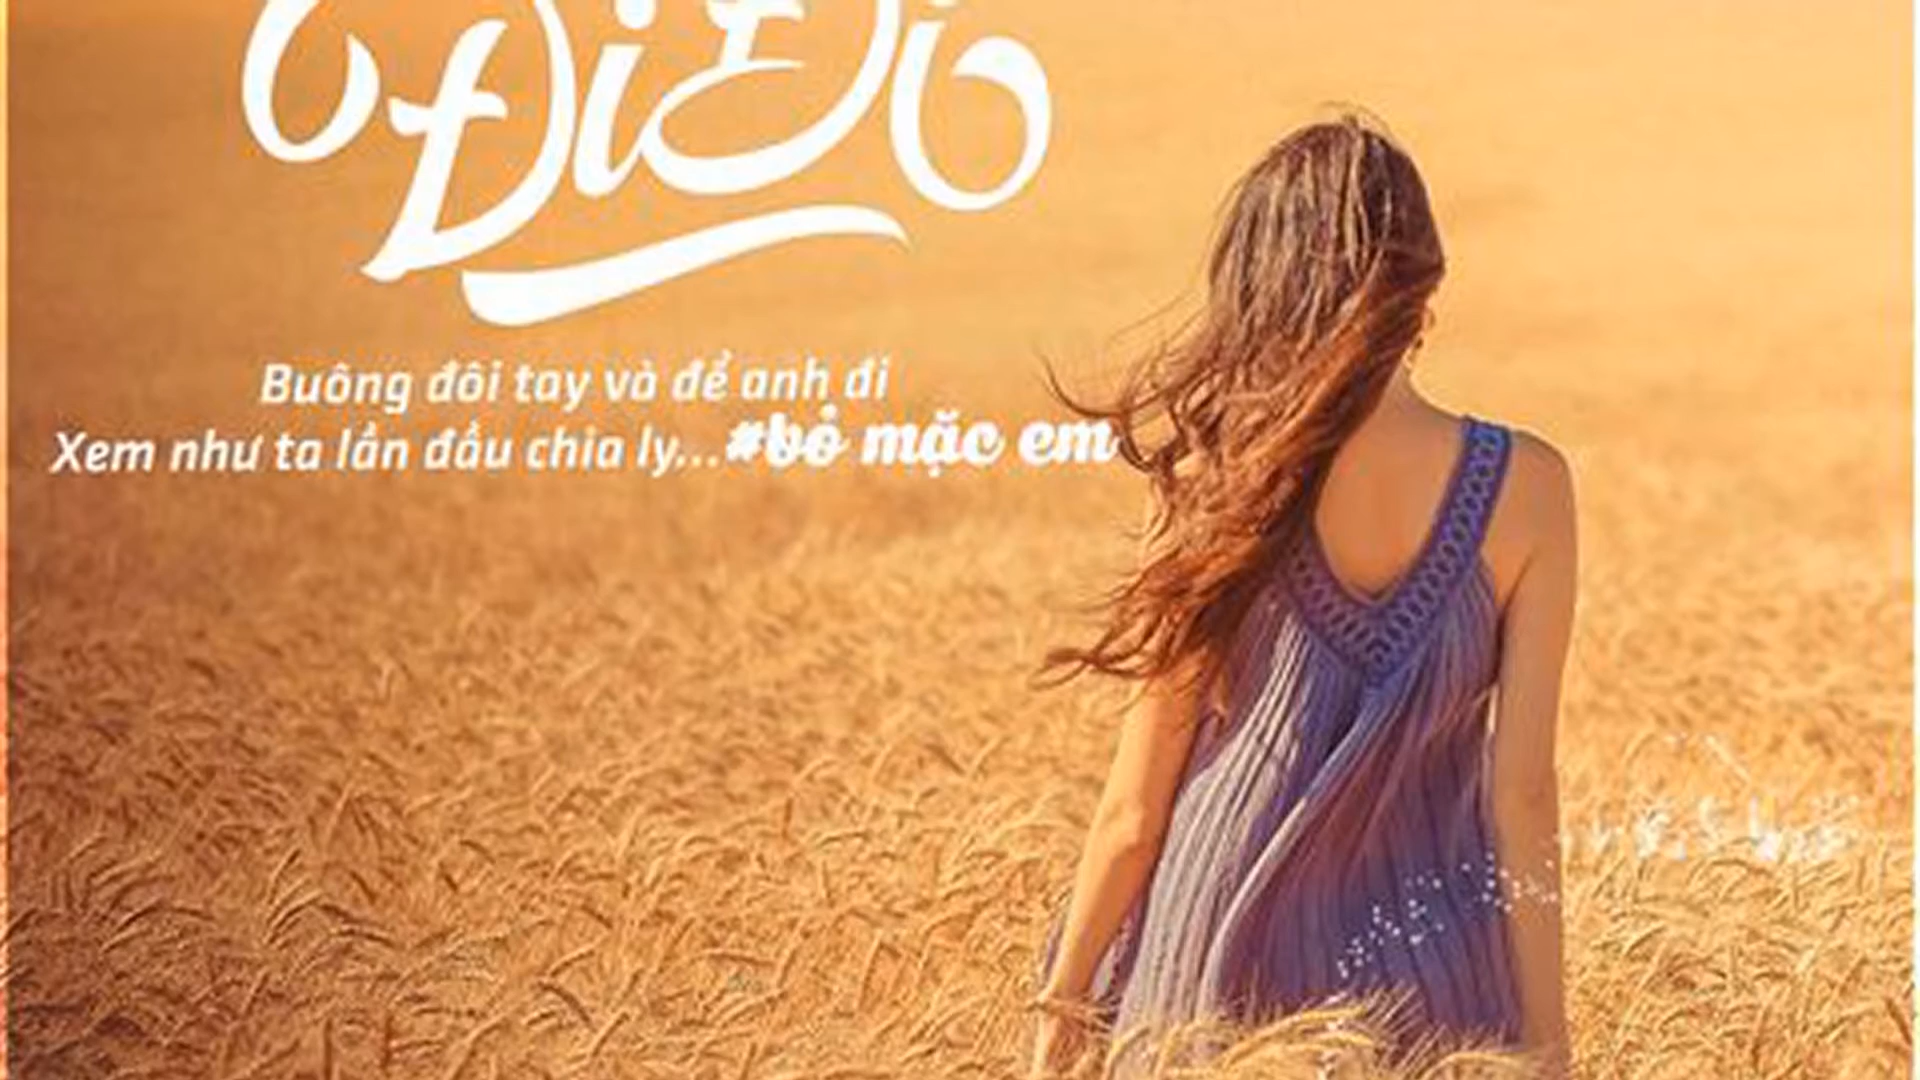 Đi Đi
Buông đôi tay và để anh đi
Xem như ta lần đầu chia ly...#bỏ mặc em